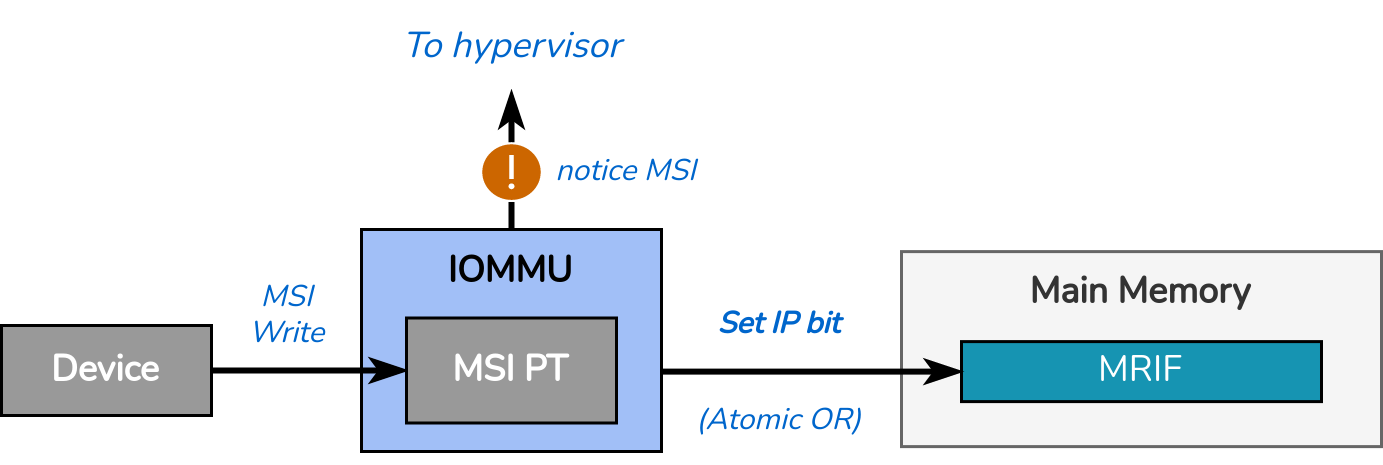 To hypervisor
!
notice MSI
IOMMU
MSI
Write
Device
MSI PT
Set IP bit
(Atomic OR)
Main Memory
MRIF